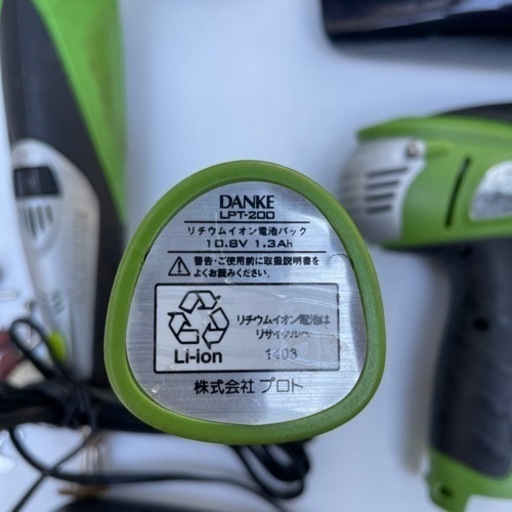 DANKE
LPT-200
リチウムイオン電池パック
10.8V 1.3Ah
警告・ご使用前に取扱説明書を
よくお読みください。
リチウムイオン電池は
リサイクルへ
Li-ion
1403
株式会社 プロト